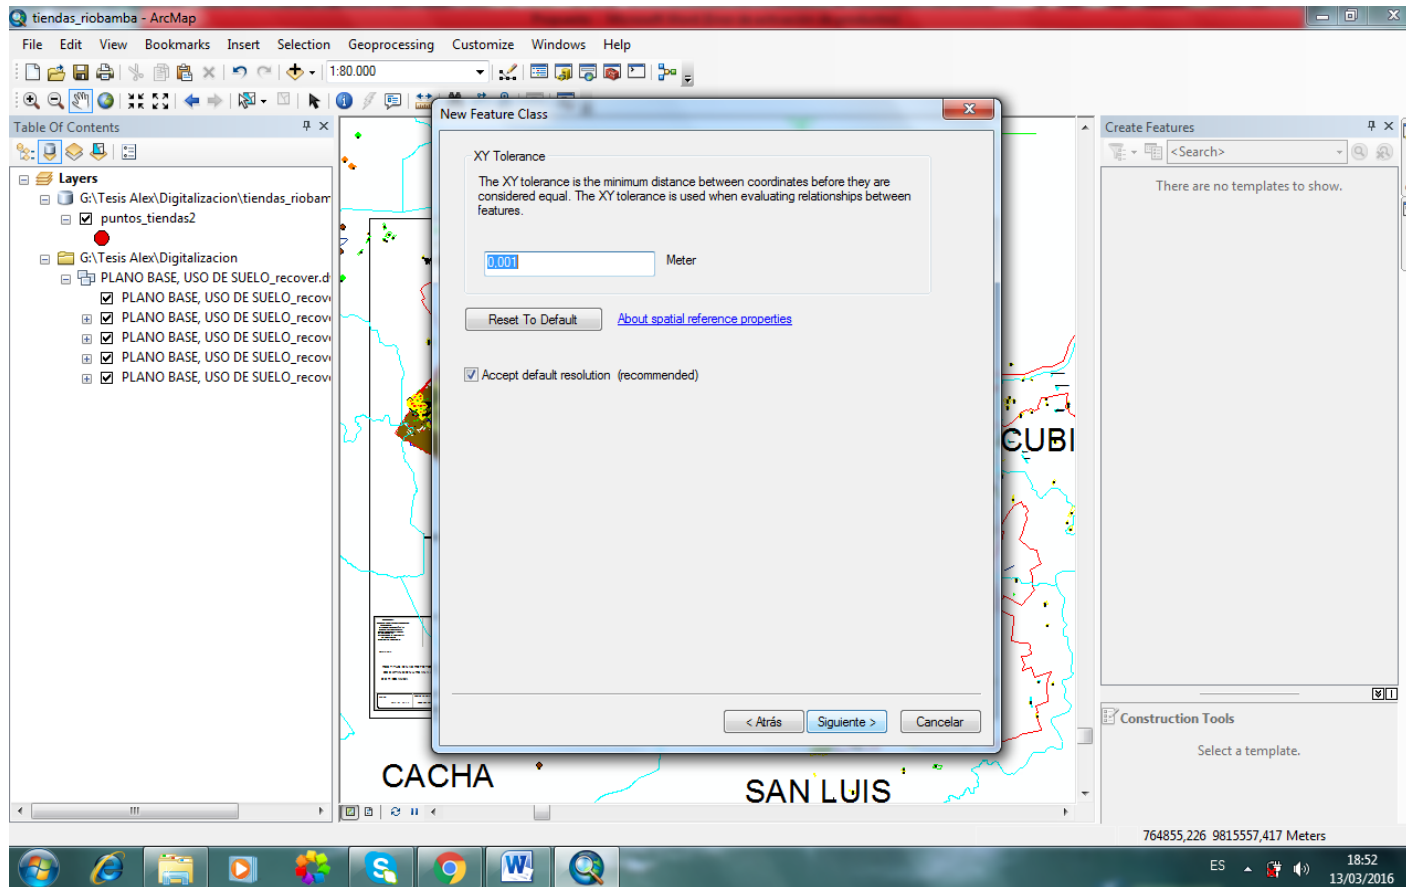 tiendas_riobamba - ArcMap
File Edit View Bookmarks Insert Selection Geoprocessing Customize Windows Help
1:80.000
Table Of Contents
Layers
G:\Tesis Alex\Digitalizacion\tiendas_riobam
puntos_tiendas2
G:\Tesis Alex\Digitalizacion
PLANO BASE, USO DE SUELO_recover.d
PLANO BASE, USO DE SUELO_recov
PLANO BASE, USO DE SUELO_recov
PLANO BASE, USO DE SUELO_recov
PLANO BASE, USO DE SUELO_recov
PLANO BASE, USO DE SUELO_recov
New Feature Class
XY Tolerance
The XY tolerance is the minimum distance between coordinates before they are
considered equal. The XY tolerance is used when evaluating relationships between
features.
0,001 Meter
Reset To Default About spatial reference properties
Accept default resolution (recommended)
< Atrás Siguiente > Cancelar
CUBI
CACHA
SAN LUIS
Create Features
<Search>
There are no templates to show.
Construction Tools
Select a template.
764855,226 9815557,417 Meters
ES
18:52
13/03/2016